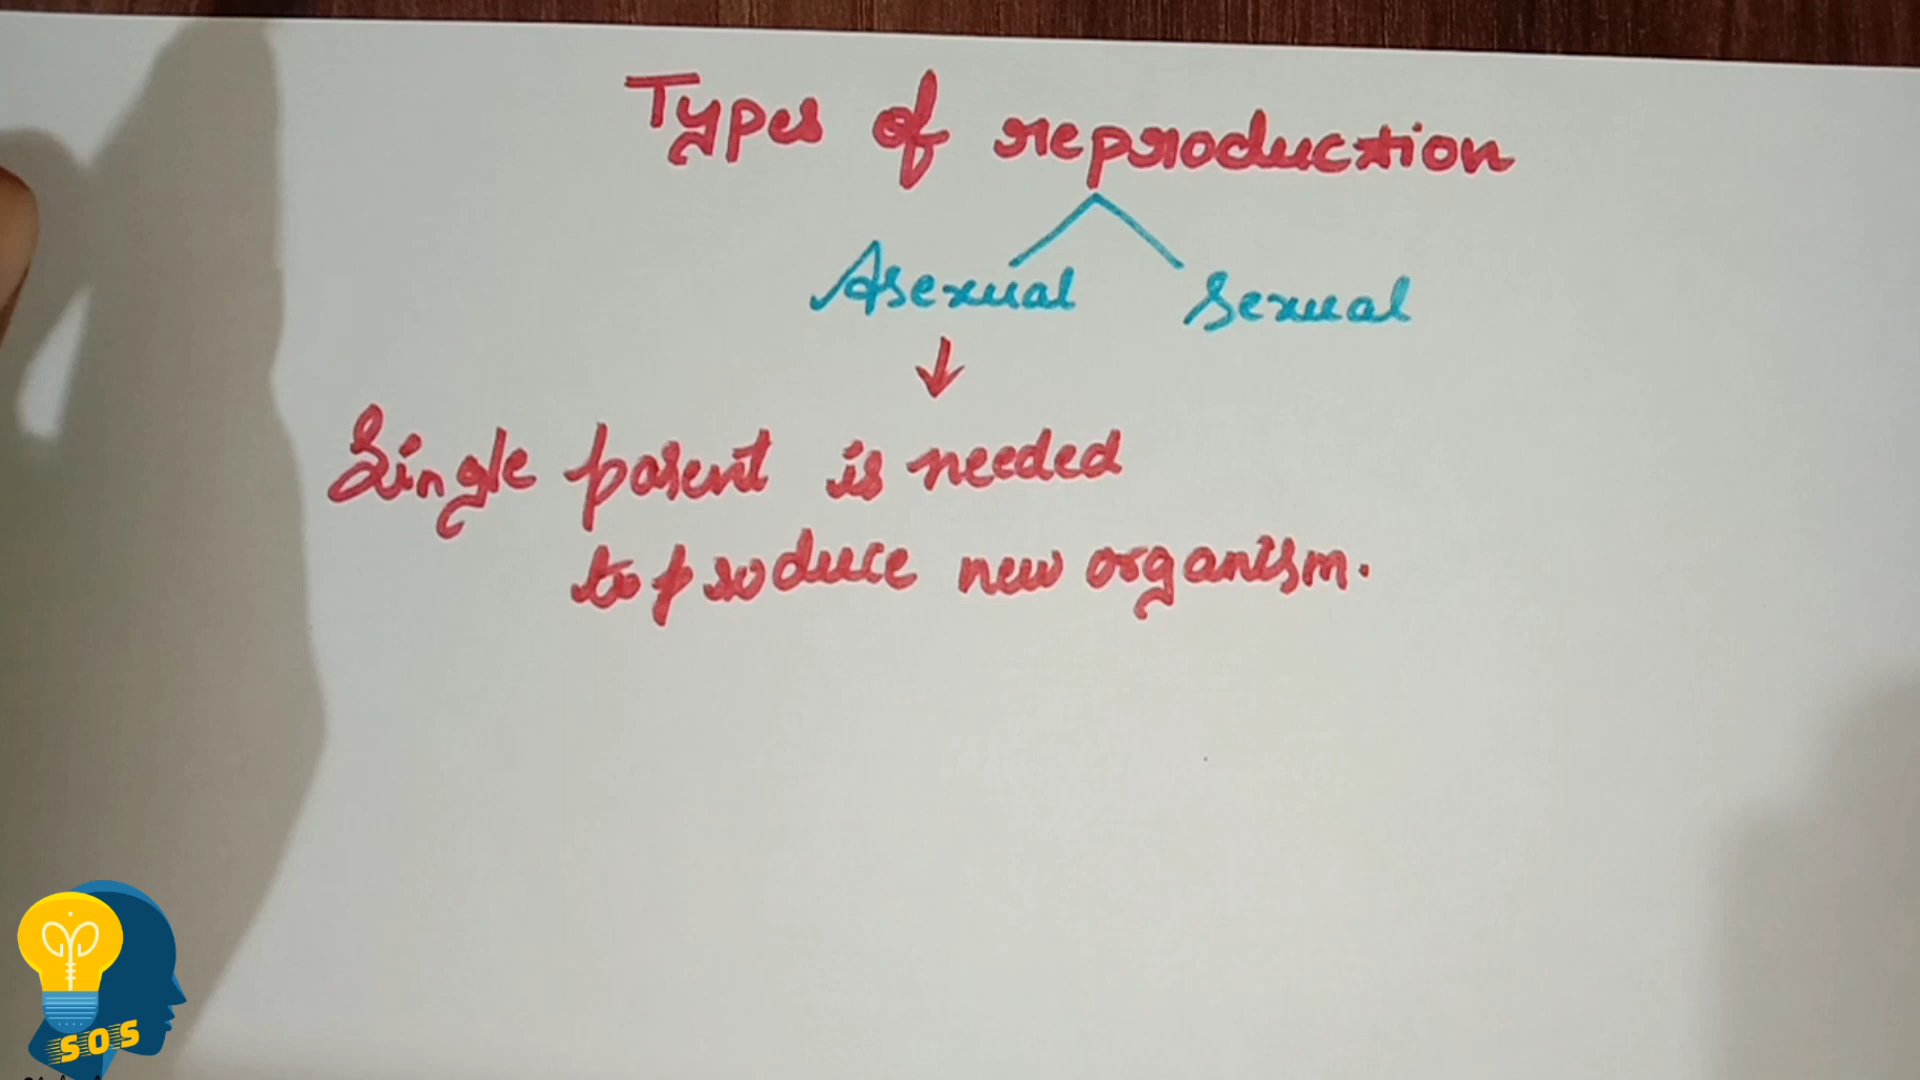 Types of reproduction
Asexual Sexual
↓
Single parent is needed
to produce new organism.
SOS